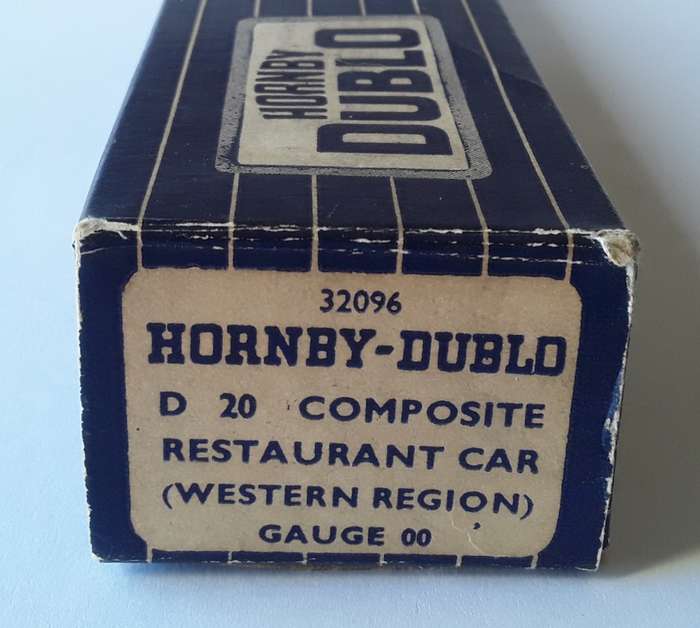 HORNBY
DUBLO
32096
HORNBY-DUBLO
D 20 COMPOSITE
RESTAURANT CAR
(WESTERN REGION)
GAUGE 00